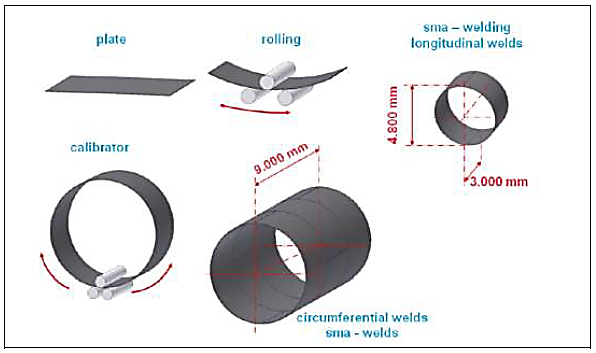 plate
rolling
sma – welding
longitudinal welds
4.800 mm
3.000 mm
calibrator
9.000 mm
circumferential welds
sma - welds